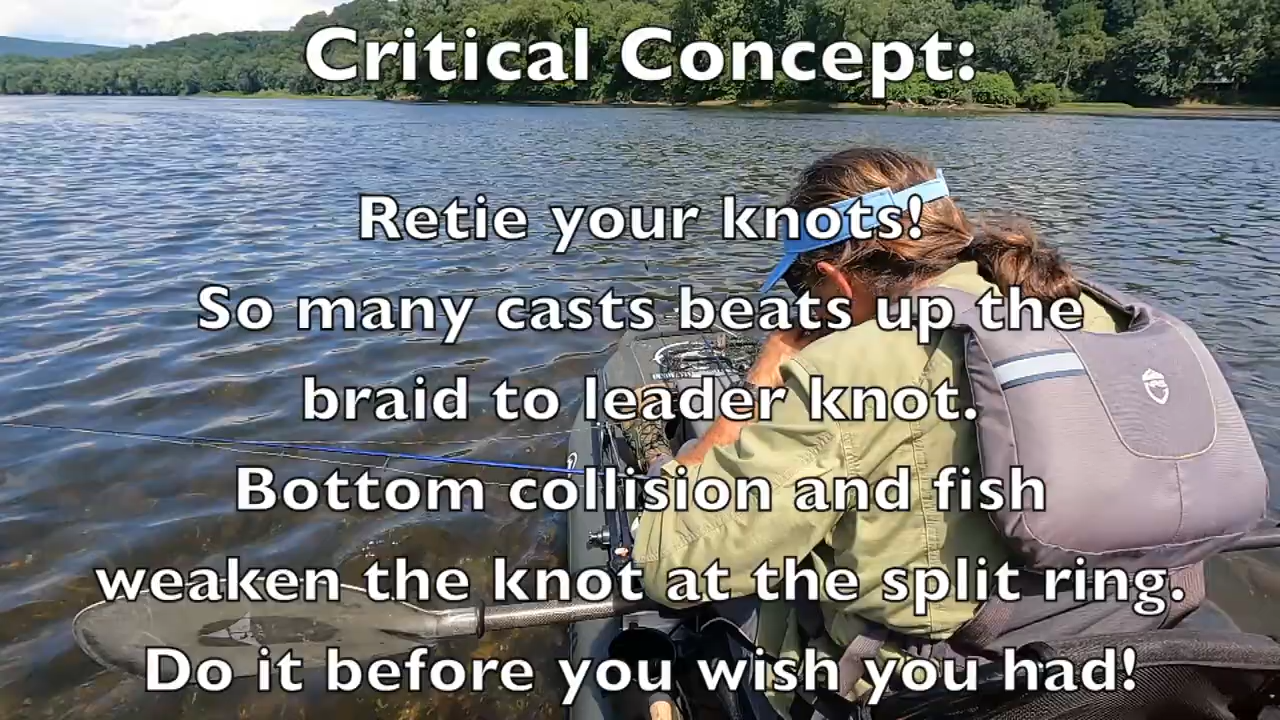 Critical Concept:
Retie your knots!
So many casts beats up the
braid to leader knot.
Bottom collision and fish
weaken the knot at the split ring.
Do it before you wish you had!